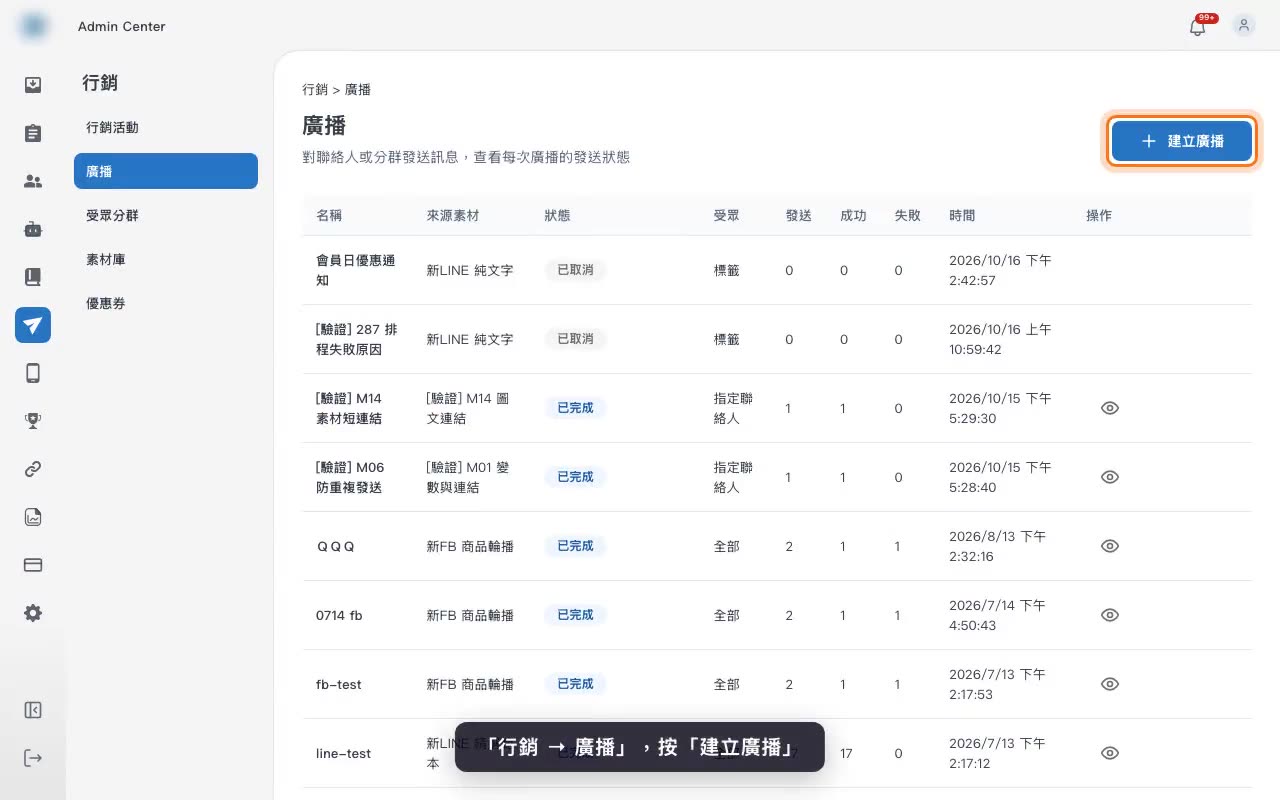 Admin Center
99+
行銷
行銷活動
廣播
受眾分群
素材庫
優惠券
行銷 > 廣播
廣播
對聯絡人或分群發送訊息，查看每次廣播的發送狀態
＋ 建立廣播
名稱 來源素材 狀態 受眾 發送 成功 失敗 時間 操作
會員日優惠通
知
新LINE 純文字 已取消 標籤 0 0 0
2026/10/16 下午
2:42:57
[驗證] 287 排
程失敗原因
新LINE 純文字 已取消 標籤 0 0 0
2026/10/16 上午
10:59:42
[驗證] M14
素材短連結
[驗證] M14 圖
文連結
已完成
指定聯
絡人
1 1 0
2026/10/15 下午
5:29:30
[驗證] M06
防重複發送
[驗證] M01 變
數與連結
已完成
指定聯
絡人
1 1 0
2026/10/15 下午
5:28:40
ＱＱＱ 新FB 商品輪播 已完成 全部 2 1 1
2026/8/13 下午
2:32:16
0714 fb 新FB 商品輪播 已完成 全部 2 1 1
2026/7/14 下午
4:50:43
fb-test 新FB 商品輪播 已完成 全部 2 1 1
2026/7/13 下午
2:17:53
line-test
新LINE
本
17 0
2026/7/13 下午
2:17:12
「行銷 → 廣播」，按「建立廣播」